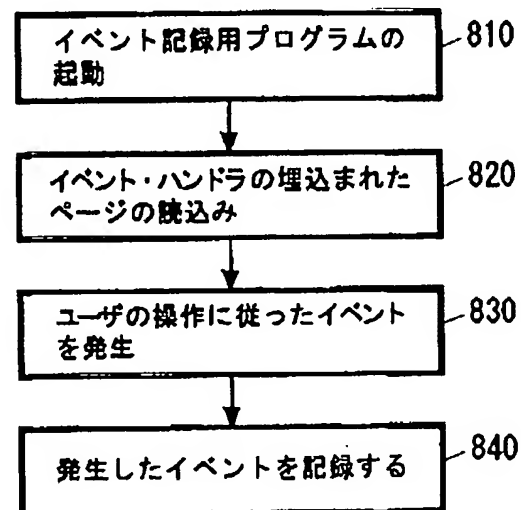 イベント記録用プログラムの
起動
810
イベント・ハンドラの埋込まれた
ページの読込み
820
ユーザの操作に従ったイベント
を発生
830
発生したイベントを記録する
840